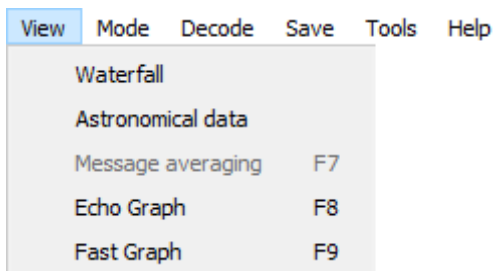 View Mode Decode Save Tools Help
Waterfall
Astronomical data
Message averaging F7
Echo Graph F8
Fast Graph F9